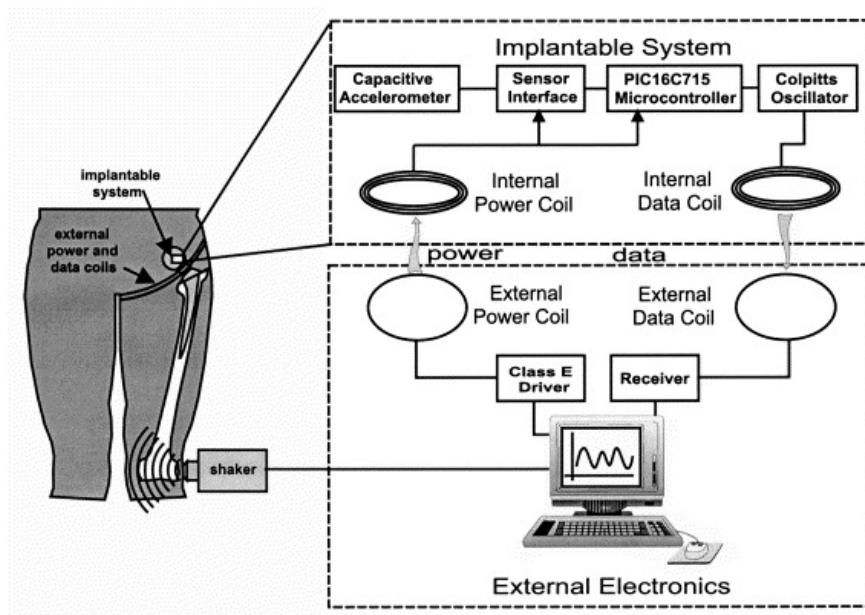 Implantable System
Capacitive
Accelerometer
Sensor
Interface
PIC16C715
Microcontroller
Colpitts
Oscillator
Internal
Power Coil
Internal
Data Coil
implantable
system
external
power and
data coils
power
data
External
Power Coil
External
Data Coil
Class E
Driver
Receiver
shaker
External Electronics